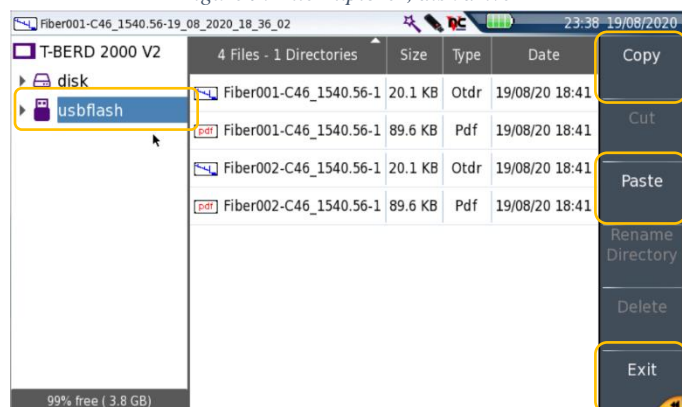 Fiber001-C46_1540.56-19_08_2020_18_36_02
DC
23:38 19/08/2020
T-BERD 2000 V2
disk
usbflash
99% free ( 3.8 GB)
4 Files - 1 Directories Size Type Date
Fiber001-C46_1540.56-1 20.1 KB Otdr 19/08/20 18:41
pdf Fiber001-C46_1540.56-1 89.6 KB Pdf 19/08/20 18:41
Fiber002-C46_1540.56-1 20.1 KB Otdr 19/08/20 18:41
pdf Fiber002-C46_1540.56-1 89.6 KB Pdf 19/08/20 18:41
Copy
Cut
Paste
Rename
Directory
Delete
Exit